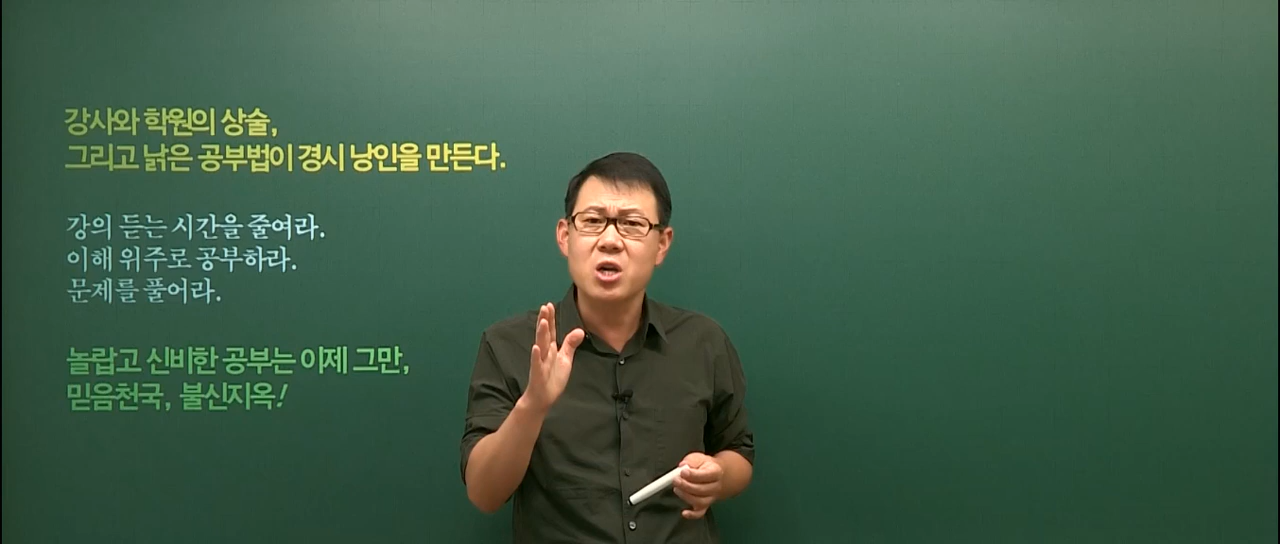 강사와 학원의 상술,
그리고 낡은 공부법이 경시 낭인을 만든다.
강의 듣는 시간을 줄여라.
이해 위주로 공부하라.
문제를 풀어라.
놀랍고 신비한 공부는 이제 그만,
믿음천국, 불신지옥!